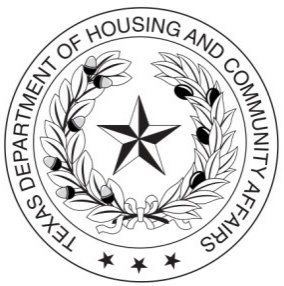 TEXAS DEPARTMENT OF HOUSING AND COMMUNITY AFFAIRS